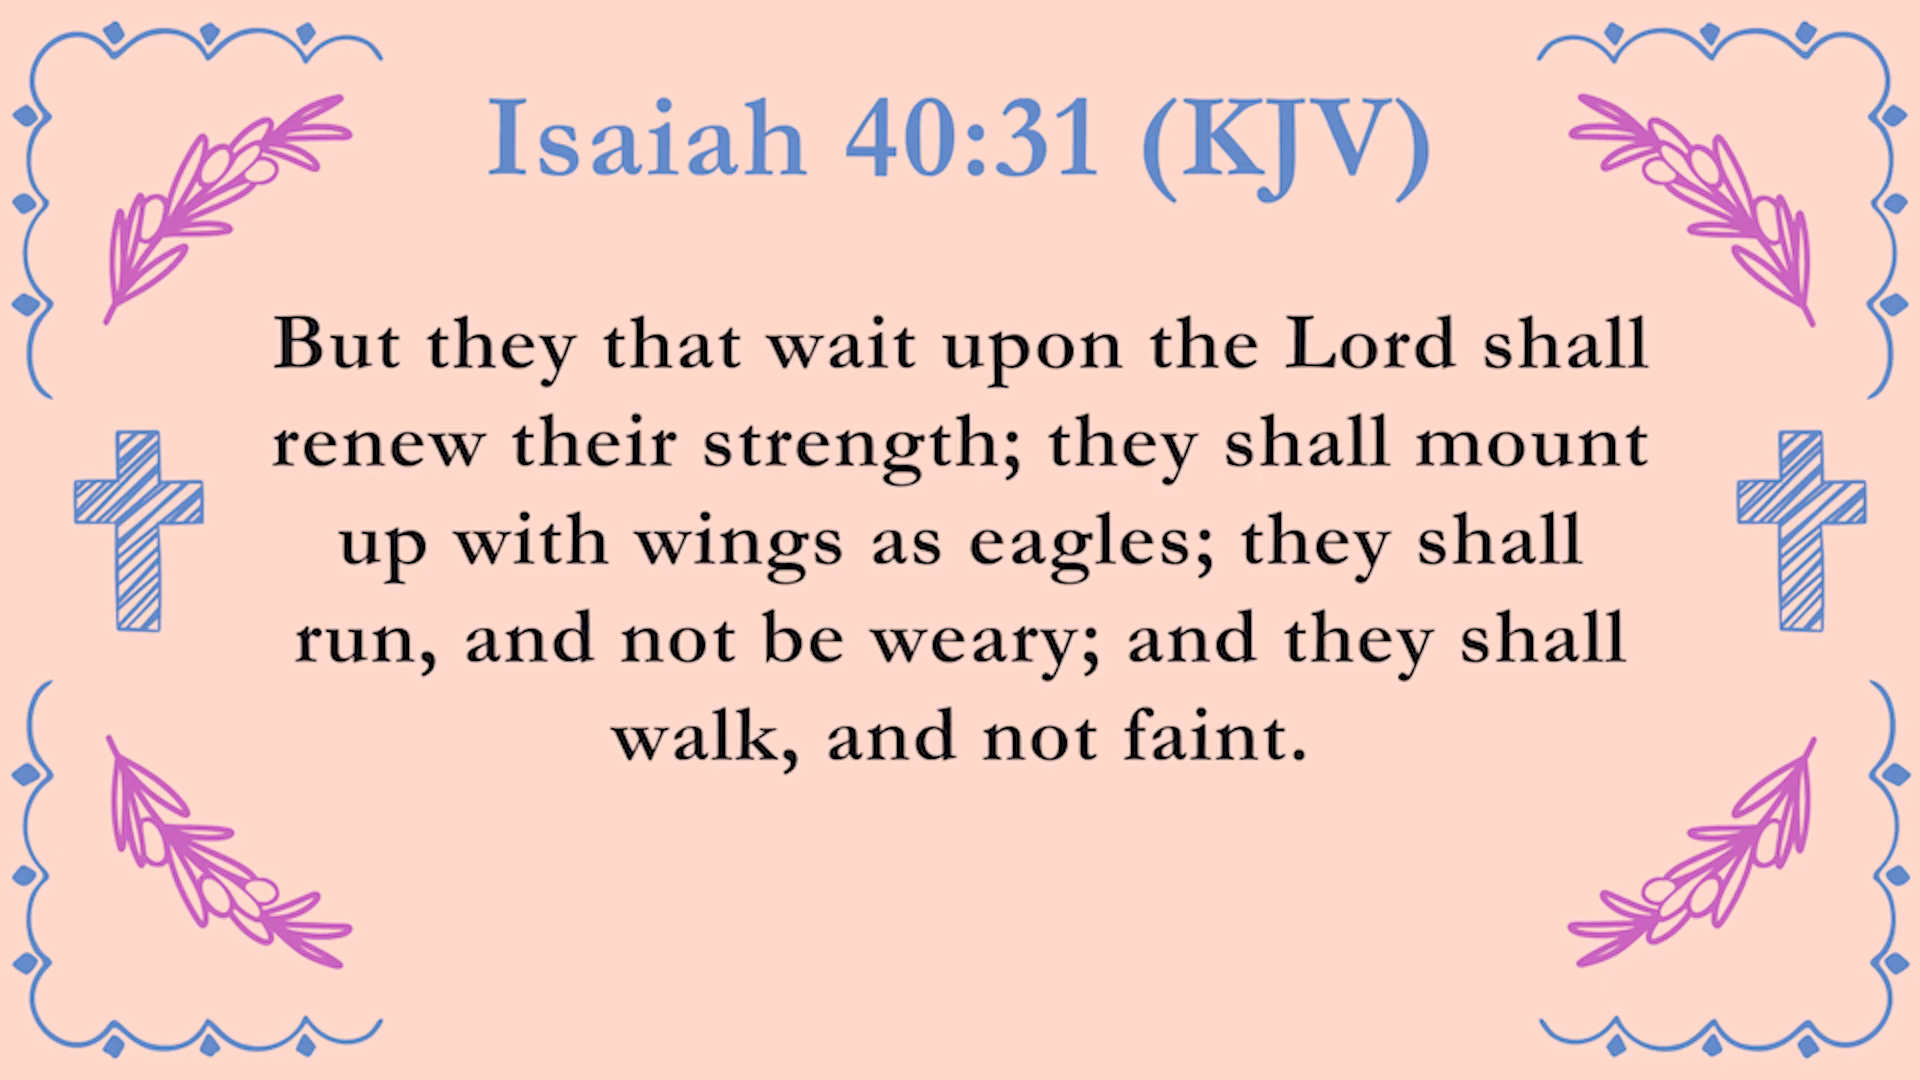 Isaiah 40:31 (KJV)
But they that wait upon the Lord shall
renew their strength; they shall mount
up with wings as eagles; they shall
run, and not be weary; and they shall
walk, and not faint.